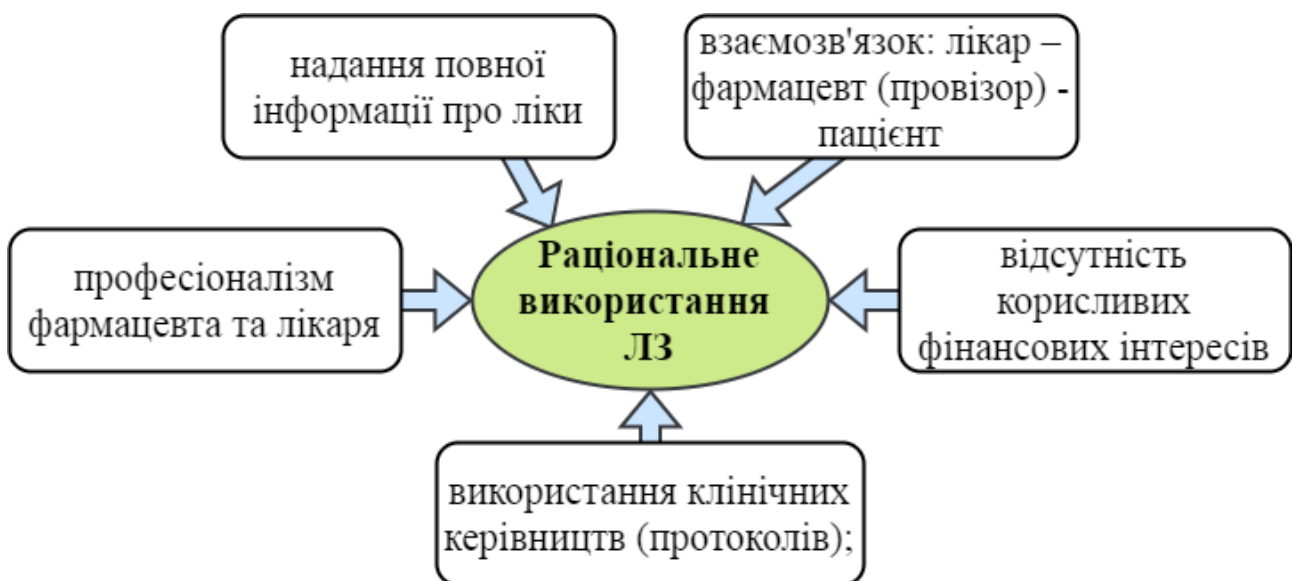 надання повної
інформації про ліки
взаємозв'язок: лікар –
фармацевт (провізор) -
пацієнт
професіоналізм
фармацевта та лікаря
Раціональне
використання
ЛЗ
відсутність
корисливих
фінансових інтересів
використання клінічних
керівництв (протоколів);